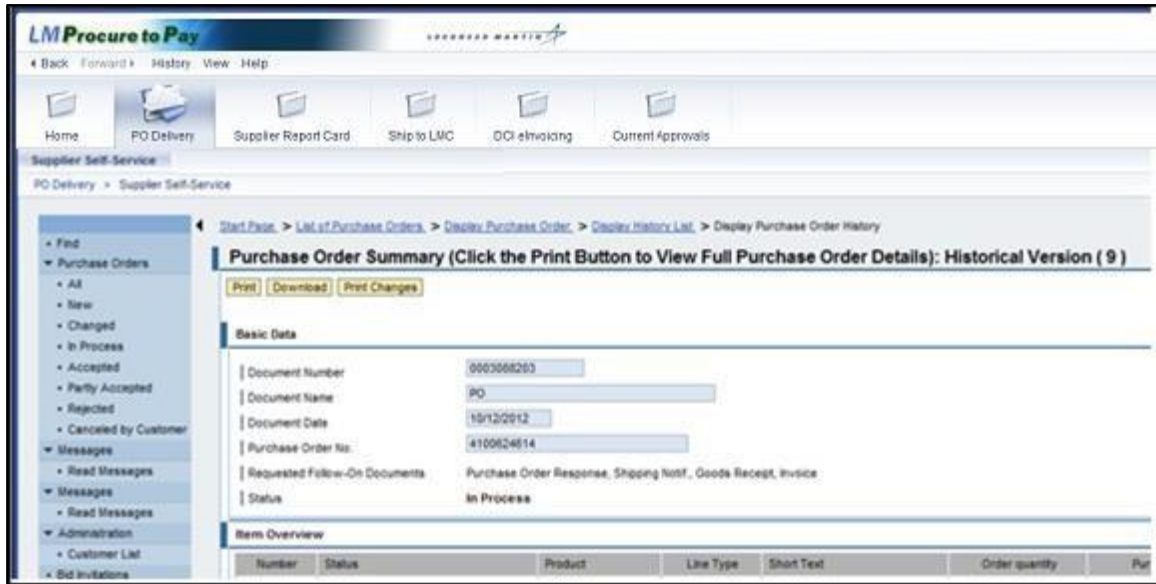 LM Procure to Pay
LOCKHEED MARTIN
Back Forward History View Help
Home PO Delivery Supplier Report Card Ship to LMC OCI eInvoicing Current Approvals
Supplier Self-Service
PO Delivery > Supplier Self-Service
Start Page > List of Purchase Orders > Display Purchase Order > Display History List > Display Purchase Order History
Purchase Order Summary (Click the Print Button to View Full Purchase Order Details): Historical Version ( 9 )
Print Download Print Changes
Find
Purchase Orders
All
New
Changed
In Process
Accepted
Partly Accepted
Rejected
Canceled by Customer
Messages
Read Messages
Messages
Read Messages
Administration
Customer List
Bid Invitations
Basic Data
Document Number 0003088203
Document Name PO
Document Date 10/12/2012
Purchase Order No. 4100624614
Requested Follow-On Documents Purchase Order Response, Shipping Notif., Goods Receipt, Invoice
Status In Process
Item Overview
Number Status Product Line Type Short Text Order quantity Pur